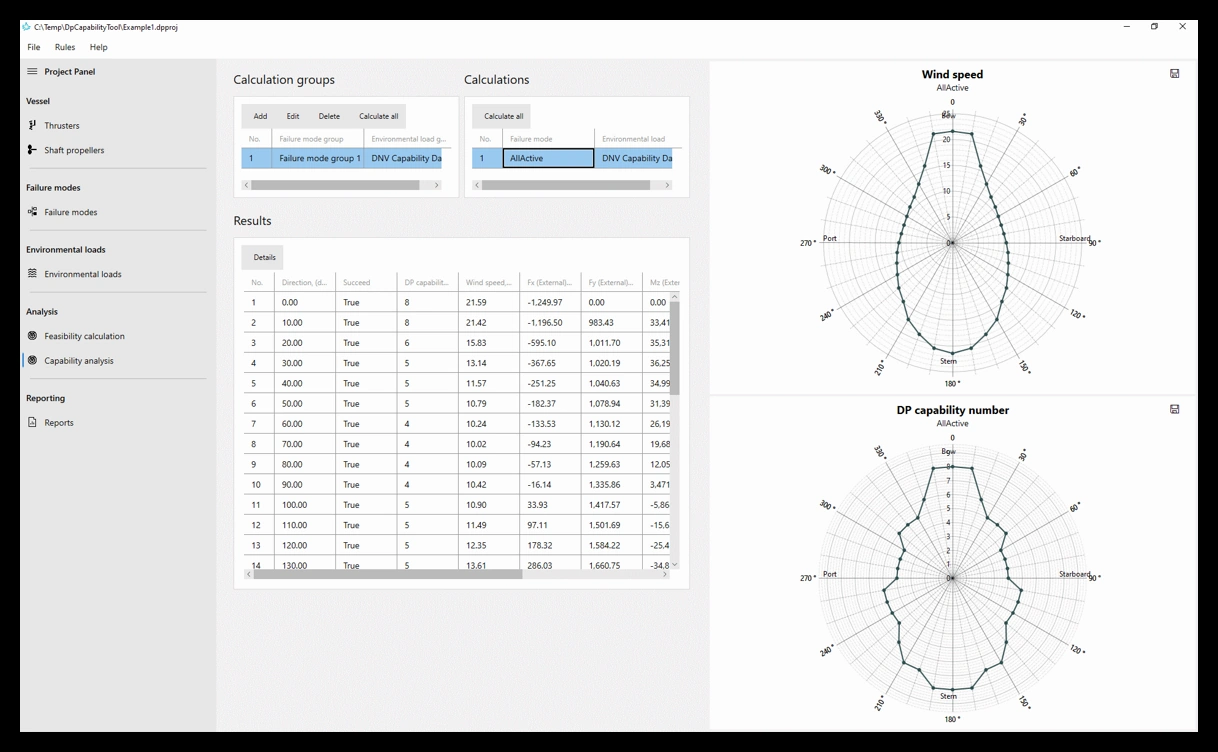 C:\Temp\DpCapabilityTool\Example1.dpproj
File Rules Help
Project Panel
Vessel
Thrusters
Shaft propellers
Failure modes
Failure modes
Environmental loads
Environmental loads
Analysis
Feasibility calculation
Capability analysis
Reporting
Reports
Calculation groups
Add Edit Delete Calculate all
No. Failure mode group Environmental load g...
1 Failure mode group 1 DNV Capability Da
Calculations
Calculate all
No. Failure mode Environmental load
1 AllActive DNV Capability Da
Results
Details
No. Direction, (d... Succeed DP capabilit... Wind speed,... Fx (External)... Fy (External)... Mz (Exter
1 0.00 True 8 21.59 -1,249.97 0.00 0.00
2 10.00 True 8 21.42 -1,196.50 983.43 33,41
3 20.00 True 6 15.83 -595.10 1,011.70 35,31
4 30.00 True 5 13.14 -367.65 1,020.19 36,25
5 40.00 True 5 11.57 -251.25 1,040.63 34,99
6 50.00 True 5 10.79 -182.37 1,078.94 31,39
7 60.00 True 4 10.24 -133.53 1,130.12 26,19
8 70.00 True 4 10.02 -94.23 1,190.64 19,68
9 80.00 True 4 10.09 -57.13 1,259.63 12,05
10 90.00 True 4 10.42 -16.14 1,335.86 3,471
11 100.00 True 5 10.90 33.93 1,417.57 -5,86
12 110.00 True 5 11.49 97.11 1,501.69 -15,6
13 120.00 True 5 12.35 178.32 1,584.22 -25,4
14 130.00 True 5 13.61 286.03 1,660.75 -34,8
Wind speed
AllActive
0
330° 25 Bow 30°
20
300° 15 60°
10
5
270° Port 0 Starboard 90°
240° 120°
210° Stern 150°
180°
DP capability number
AllActive
0
330° Bow 30°
8
7
300° 6 60°
5
4
3
2
1
270° Port 0 Starboard 90°
240° 120°
210° Stern 150°
180°